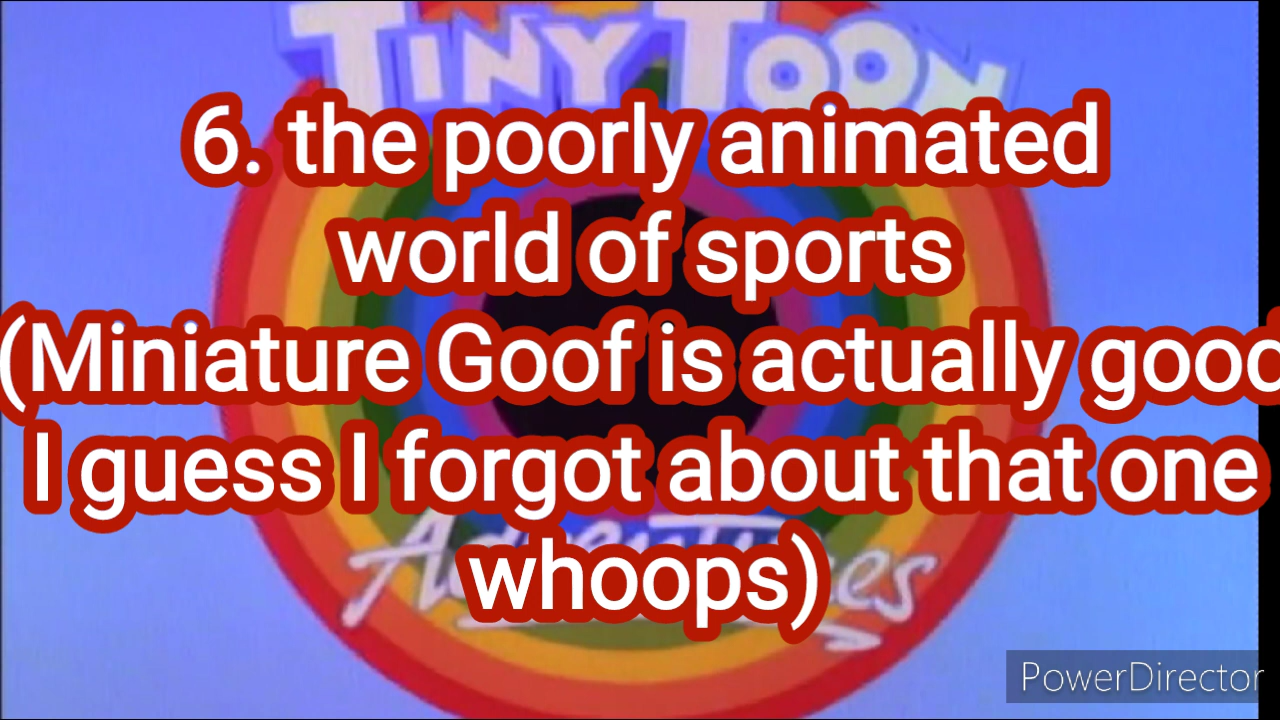 TINY TOON
6. the poorly animated
world of sports
(Miniature Goof is actually good
I guess I forgot about that one
whoops)
PowerDirector